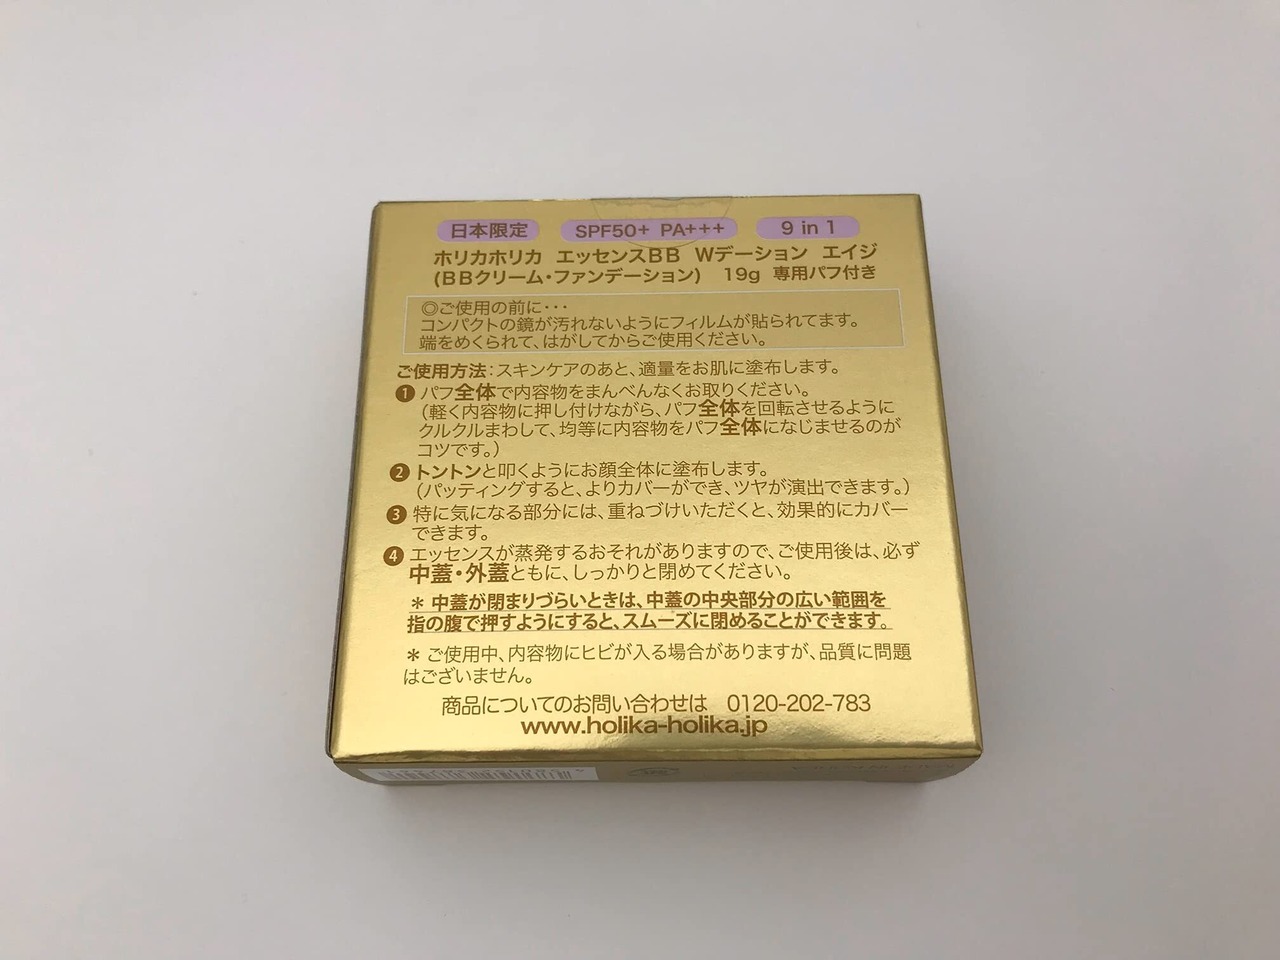 日本限定 SPF50+ PA+++ 9 in 1
ホリカホリカ エッセンスBB Wデーション エイジ
(BBクリーム・ファンデーション) 19g 専用パフ付き
◎ご使用の前に・・・
コンパクトの鏡が汚れないようにフィルムが貼られてます。
端をめくられて、はがしてからご使用ください。
ご使用方法：スキンケアのあと、適量をお肌に塗布します。
❶ パフ全体で内容物をまんべんなくお取りください。
(軽く内容物に押し付けながら、パフ全体を回転させるように
クルクルまわして、均等に内容物をパフ全体になじませるのが
コツです。)
❷ トントンと叩くようにお顔全体に塗布します。
(パッティングすると、よりカバーができ、ツヤが演出できます。)
❸ 特に気になる部分には、重ねづけいただくと、効果的にカバー
できます。
❹ エッセンスが蒸発するおそれがありますので、ご使用後は、必ず
中蓋・外蓋ともに、しっかりと閉めてください。
＊ 中蓋が閉まりづらいときは、中蓋の中央部分の広い範囲を
指の腹で押すようにすると、スムーズに閉めることができます。
＊ ご使用中、内容物にヒビが入る場合がありますが、品質に問題
はございません。
商品についてのお問い合わせは 0120-202-783
www.holika-holika.jp